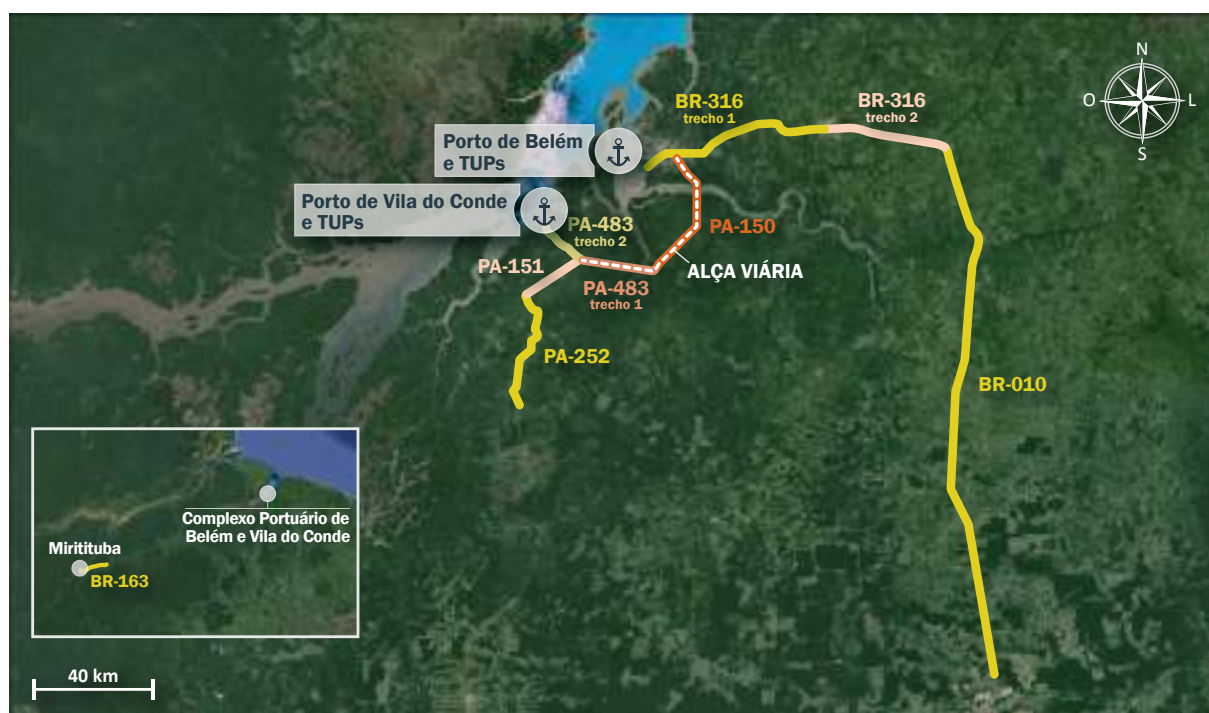 N
O
L
S
BR-316
trecho 1
BR-316
trecho 2
Porto de Belém
e TUPs
Porto de Vila do Conde
e TUPs
PA-483
trecho 2
PA-150
PA-151
ALÇA VIÁRIA
PA-483
trecho 1
PA-252
BR-010
Complexo Portuário de
Belém e Vila do Conde
Miritituba
BR-163
40 km